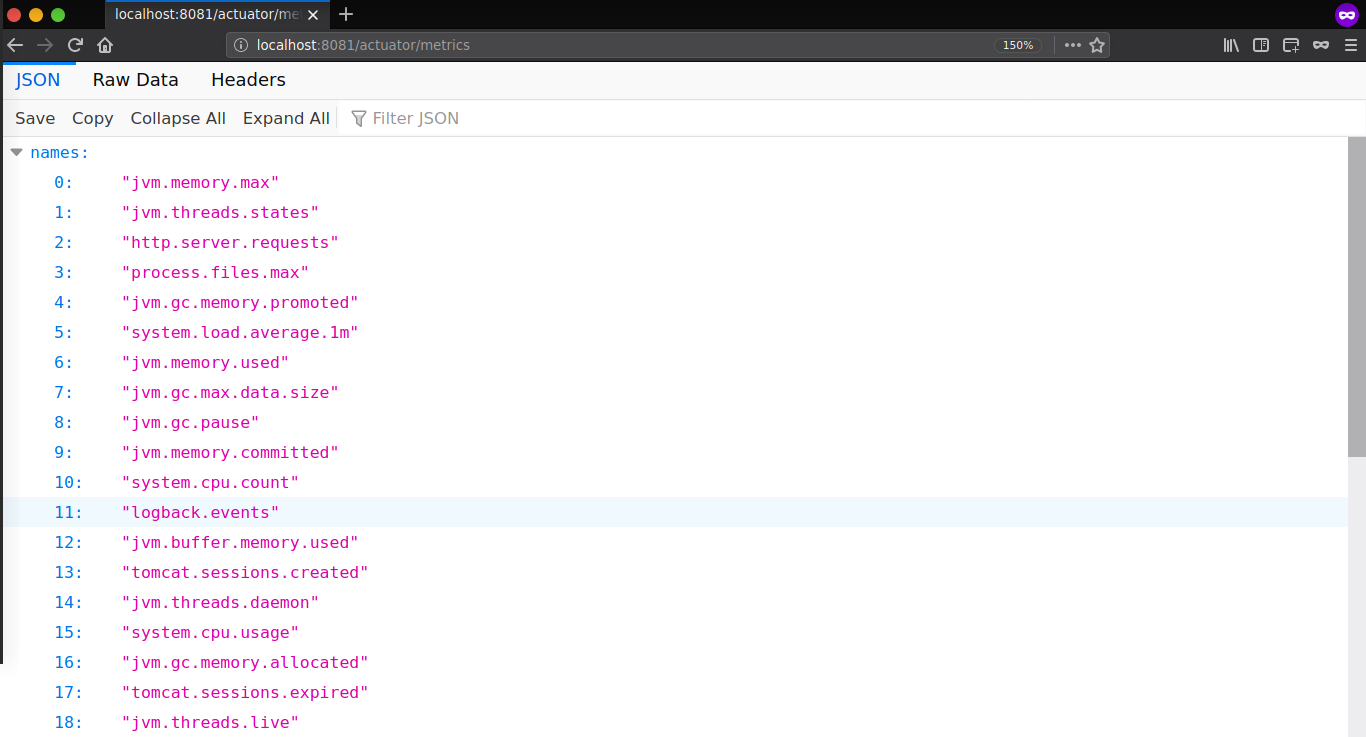 localhost:8081/actuator/me
localhost:8081/actuator/metrics 150%
JSON Raw Data Headers
Save Copy Collapse All Expand All Filter JSON
names:
0: "jvm.memory.max"
1: "jvm.threads.states"
2: "http.server.requests"
3: "process.files.max"
4: "jvm.gc.memory.promoted"
5: "system.load.average.1m"
6: "jvm.memory.used"
7: "jvm.gc.max.data.size"
8: "jvm.gc.pause"
9: "jvm.memory.committed"
10: "system.cpu.count"
11: "logback.events"
12: "jvm.buffer.memory.used"
13: "tomcat.sessions.created"
14: "jvm.threads.daemon"
15: "system.cpu.usage"
16: "jvm.gc.memory.allocated"
17: "tomcat.sessions.expired"
18: "jvm.threads.live"